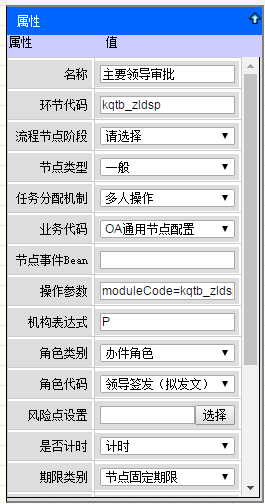 属性
属性 值
名称 主要领导审批
环节代码 kqtb_zldsp
流程节点阶段 请选择
节点类型 一般
任务分配机制 多人操作
业务代码 OA通用节点配置
节点事件Bean
操作参数 moduleCode=kqtb_zlds
机构表达式 P
角色类别 办件角色
角色代码 领导签发（拟发文）
风险点设置 选择
是否计时 计时
期限类别 节点固定期限